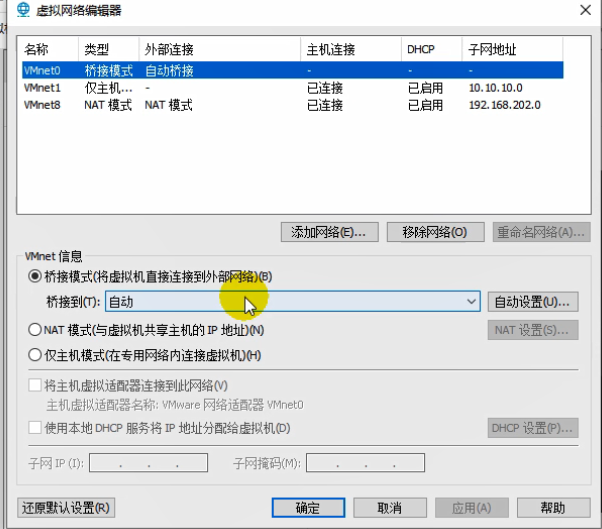 虚拟网络编辑器
名称 类型 外部连接 主机连接 DHCP 子网地址
VMnet0 桥接模式 自动桥接 - - -
VMnet1 仅主机... - 已连接 已启用 10.10.10.0
VMnet8 NAT 模式 NAT 模式 已连接 已启用 192.168.202.0
添加网络(E)... 移除网络(O) 重命名网络(A)...
VMnet 信息
桥接模式(将虚拟机直接连接到外部网络)(B)
桥接到(T): 自动 自动设置(U)...
NAT 模式(与虚拟机共享主机的 IP 地址)(N) NAT 设置(S)...
仅主机模式(在专用网络内连接虚拟机)(H)
将主机虚拟适配器连接到此网络(V)
主机虚拟适配器名称: VMware 网络适配器 VMnet0
使用本地 DHCP 服务将 IP 地址分配给虚拟机(D) DHCP 设置(P)...
子网 IP (I): . . . 子网掩码(M): . . .
还原默认设置(R) 确定 取消 应用(A) 帮助